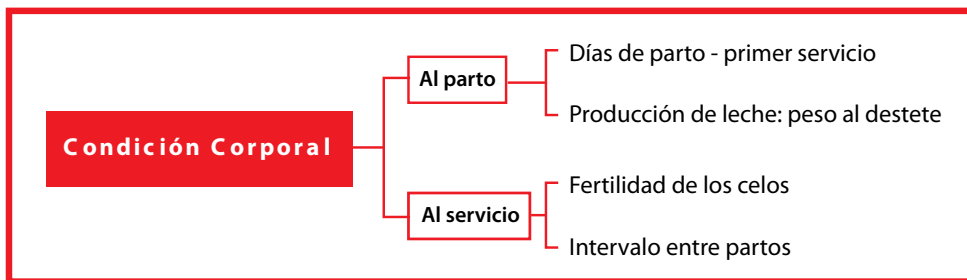 Condición Corporal
Al parto
Días de parto - primer servicio
Producción de leche: peso al destete
Al servicio
Fertilidad de los celos
Intervalo entre partos